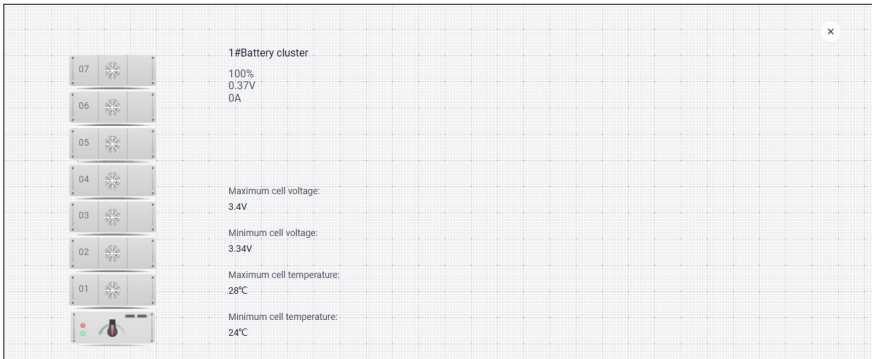 1#Battery cluster
100%
0.37V
0A
07
06
05
04
03
02
01
Maximum cell voltage:
3.4V
Minimum cell voltage:
3.34V
Maximum cell temperature:
28℃
Minimum cell temperature:
24℃